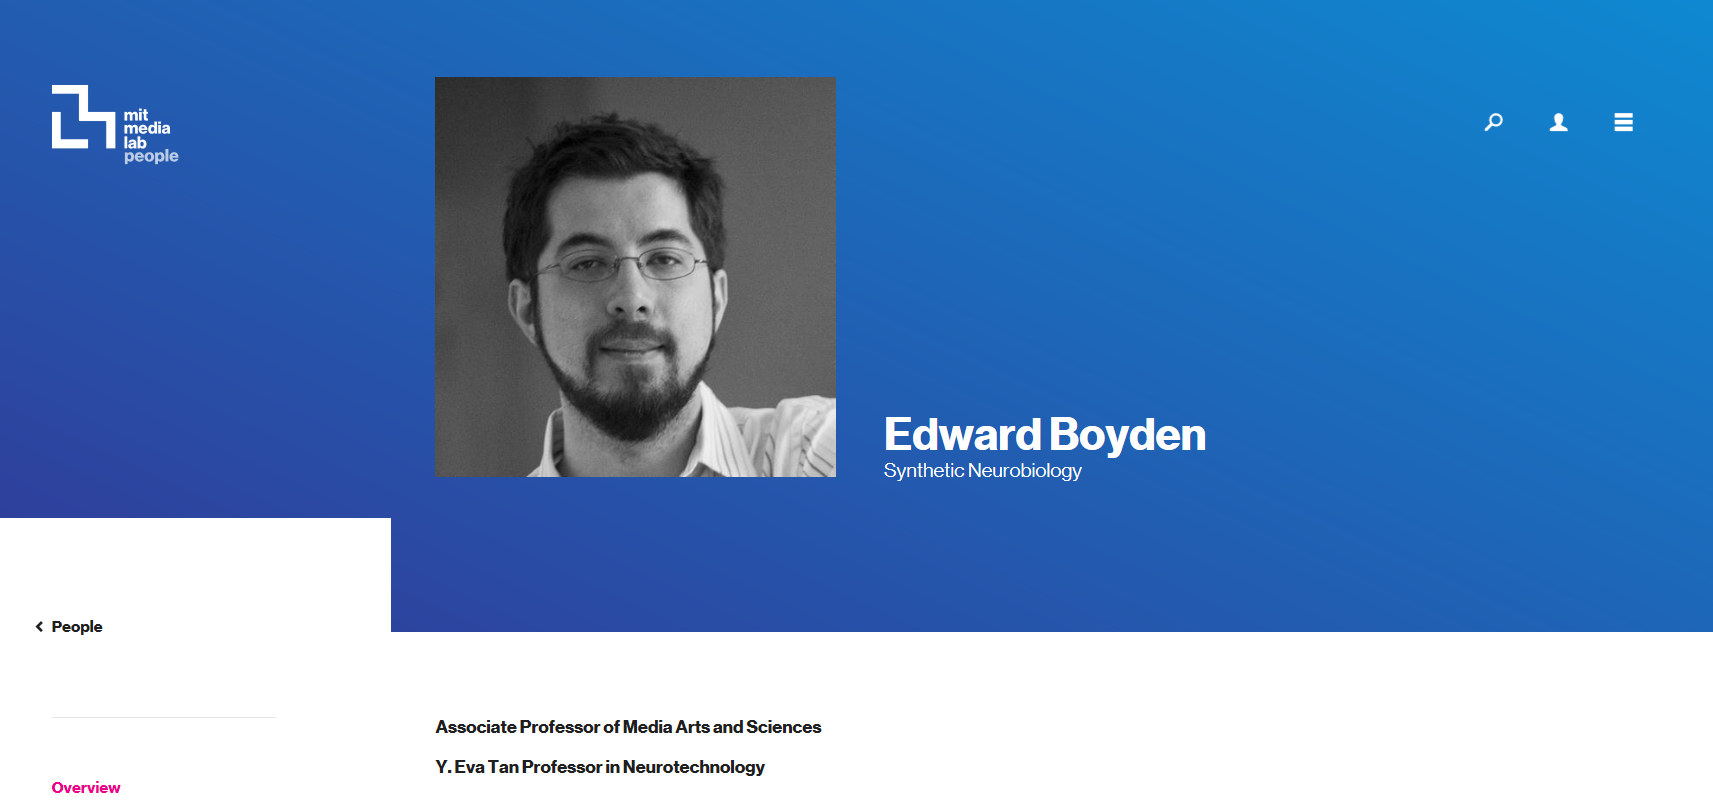 mit
media
lab
people
Edward Boyden
Synthetic Neurobiology
People
Associate Professor of Media Arts and Sciences
Y. Eva Tan Professor in Neurotechnology
Overview